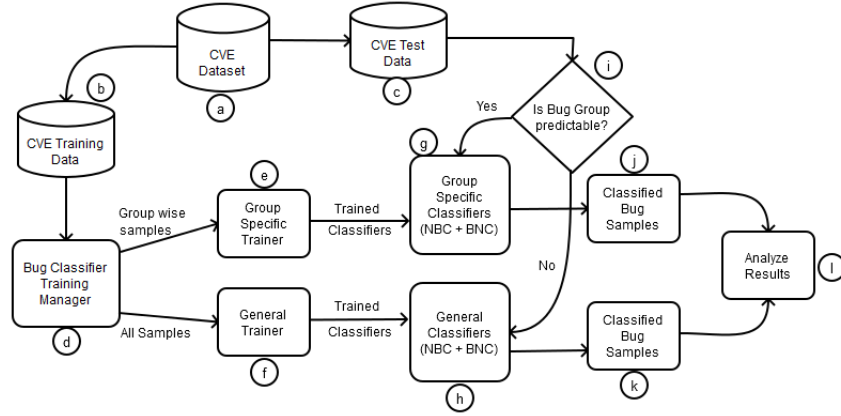 CVE
Dataset
a
CVE Test
Data
c
i
b
CVE Training
Data
Is Bug Group
predictable?
Yes
No
g
Group
Specific
Classifiers
(NBC + BNC)
e
Group
Specific
Trainer
Group wise
samples
Trained
Classifiers
j
Classified
Bug
Samples
Bug Classifier
Training
Manager
d
All Samples
General
Trainer
f
Trained
Classifiers
General
Classifiers
(NBC + BNC)
h
Classified
Bug
Samples
k
Analyze
Results
l